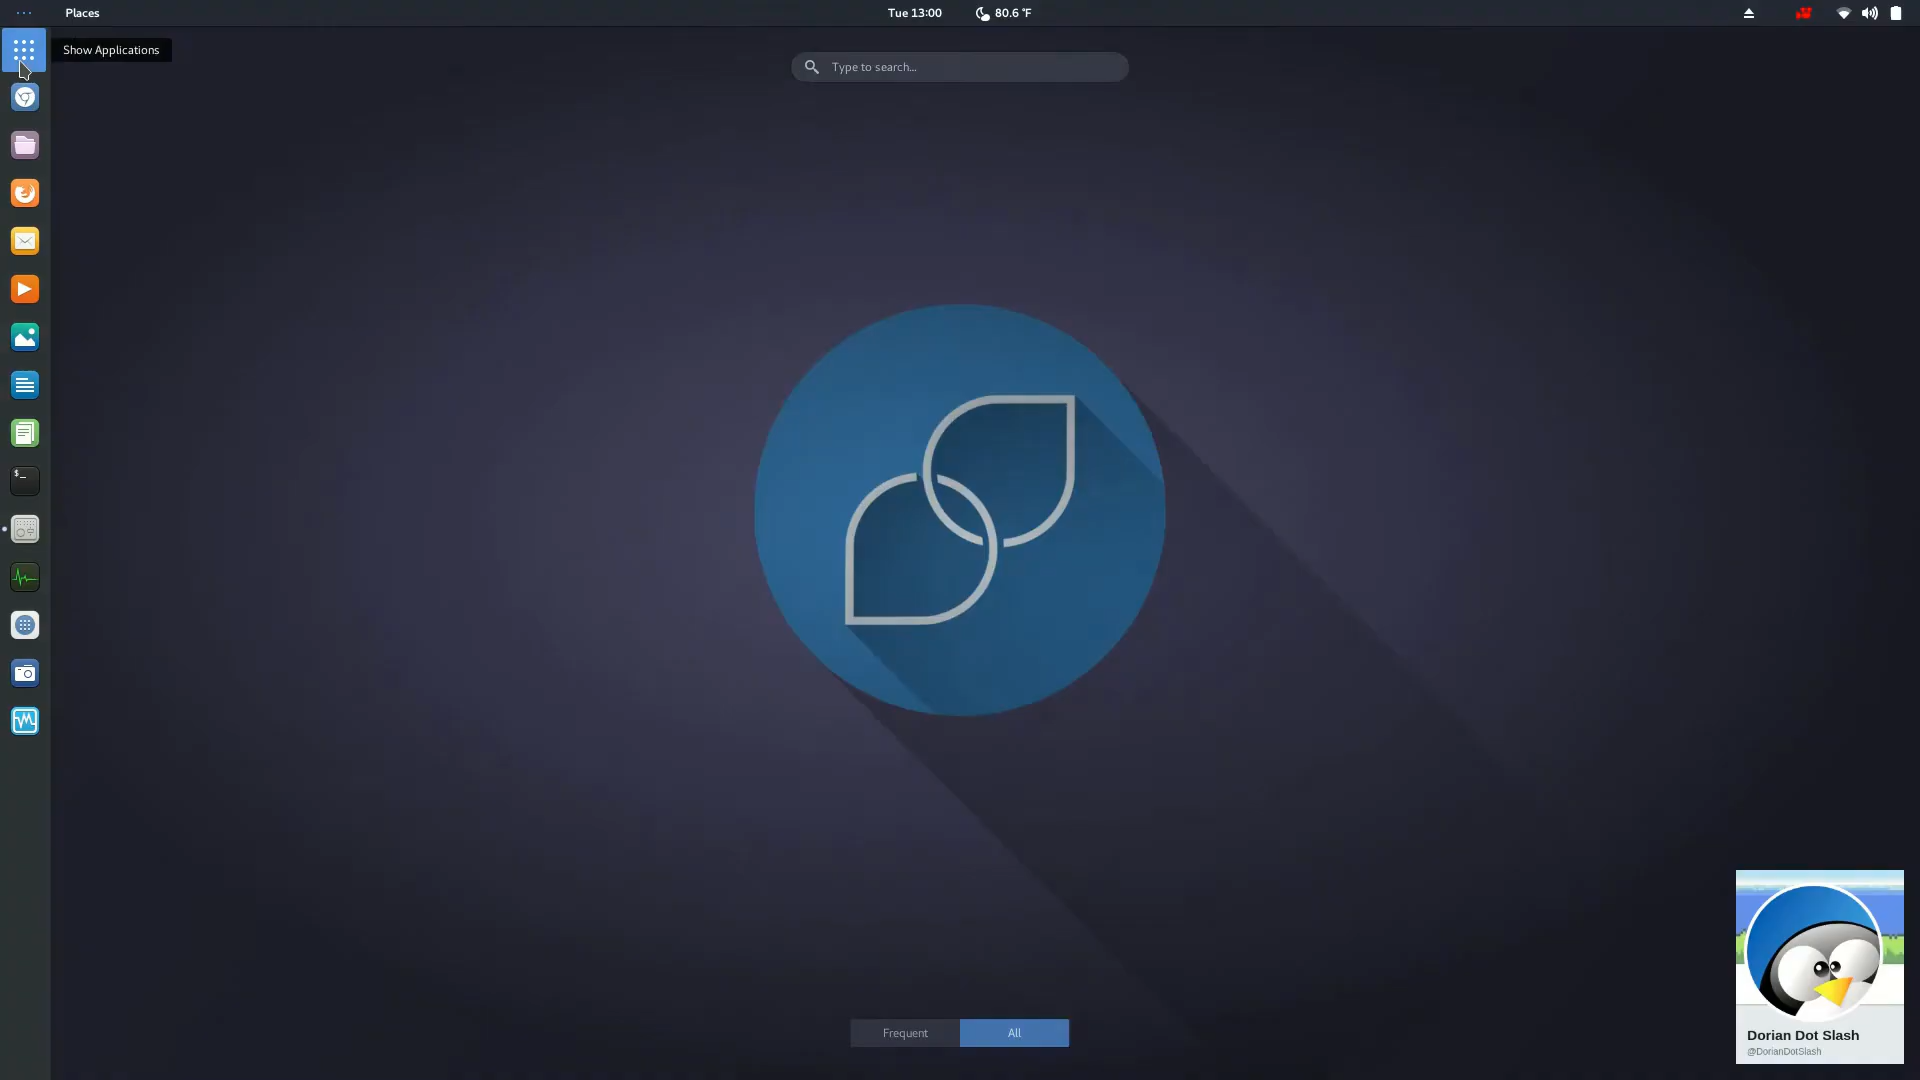 Places
Tue 13:00
80.6 °F
Show Applications
Type to search...
$_
Frequent
All
Dorian Dot Slash
@DorianDotSlash